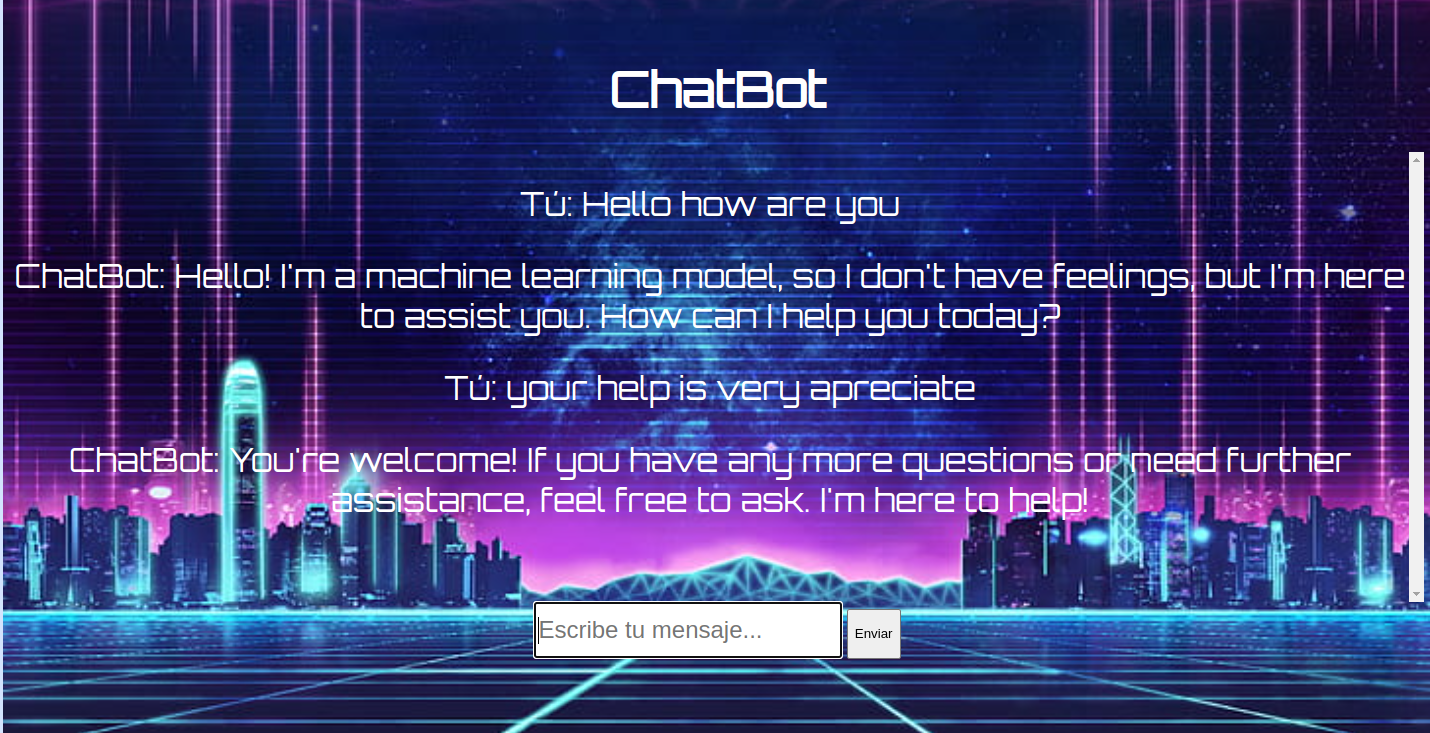 ChatBot
Tú: Hello how are you
ChatBot: Hello! I'm a machine learning model, so I don't have feelings, but I'm here
to assist you. How can I help you today?
Tú: your help is very apreciate
ChatBot: You're welcome! If you have any more questions or need further
assistance, feel free to ask. I'm here to help!
Escribe tu mensaje...
Enviar